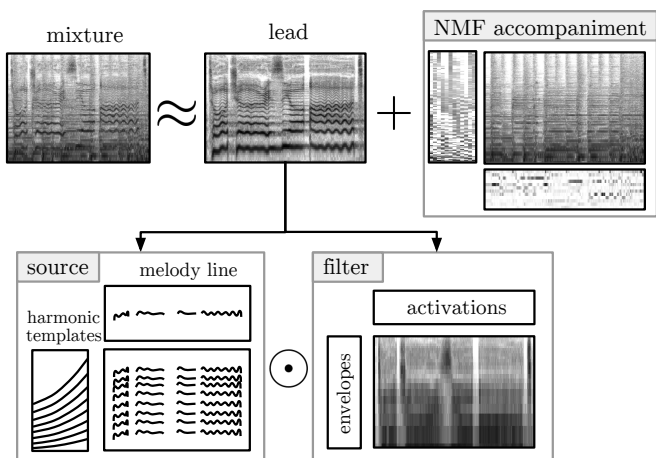 mixture
lead
NMF accompaniment
≈
+
source
melody line
harmonic
templates
filter
activations
envelopes